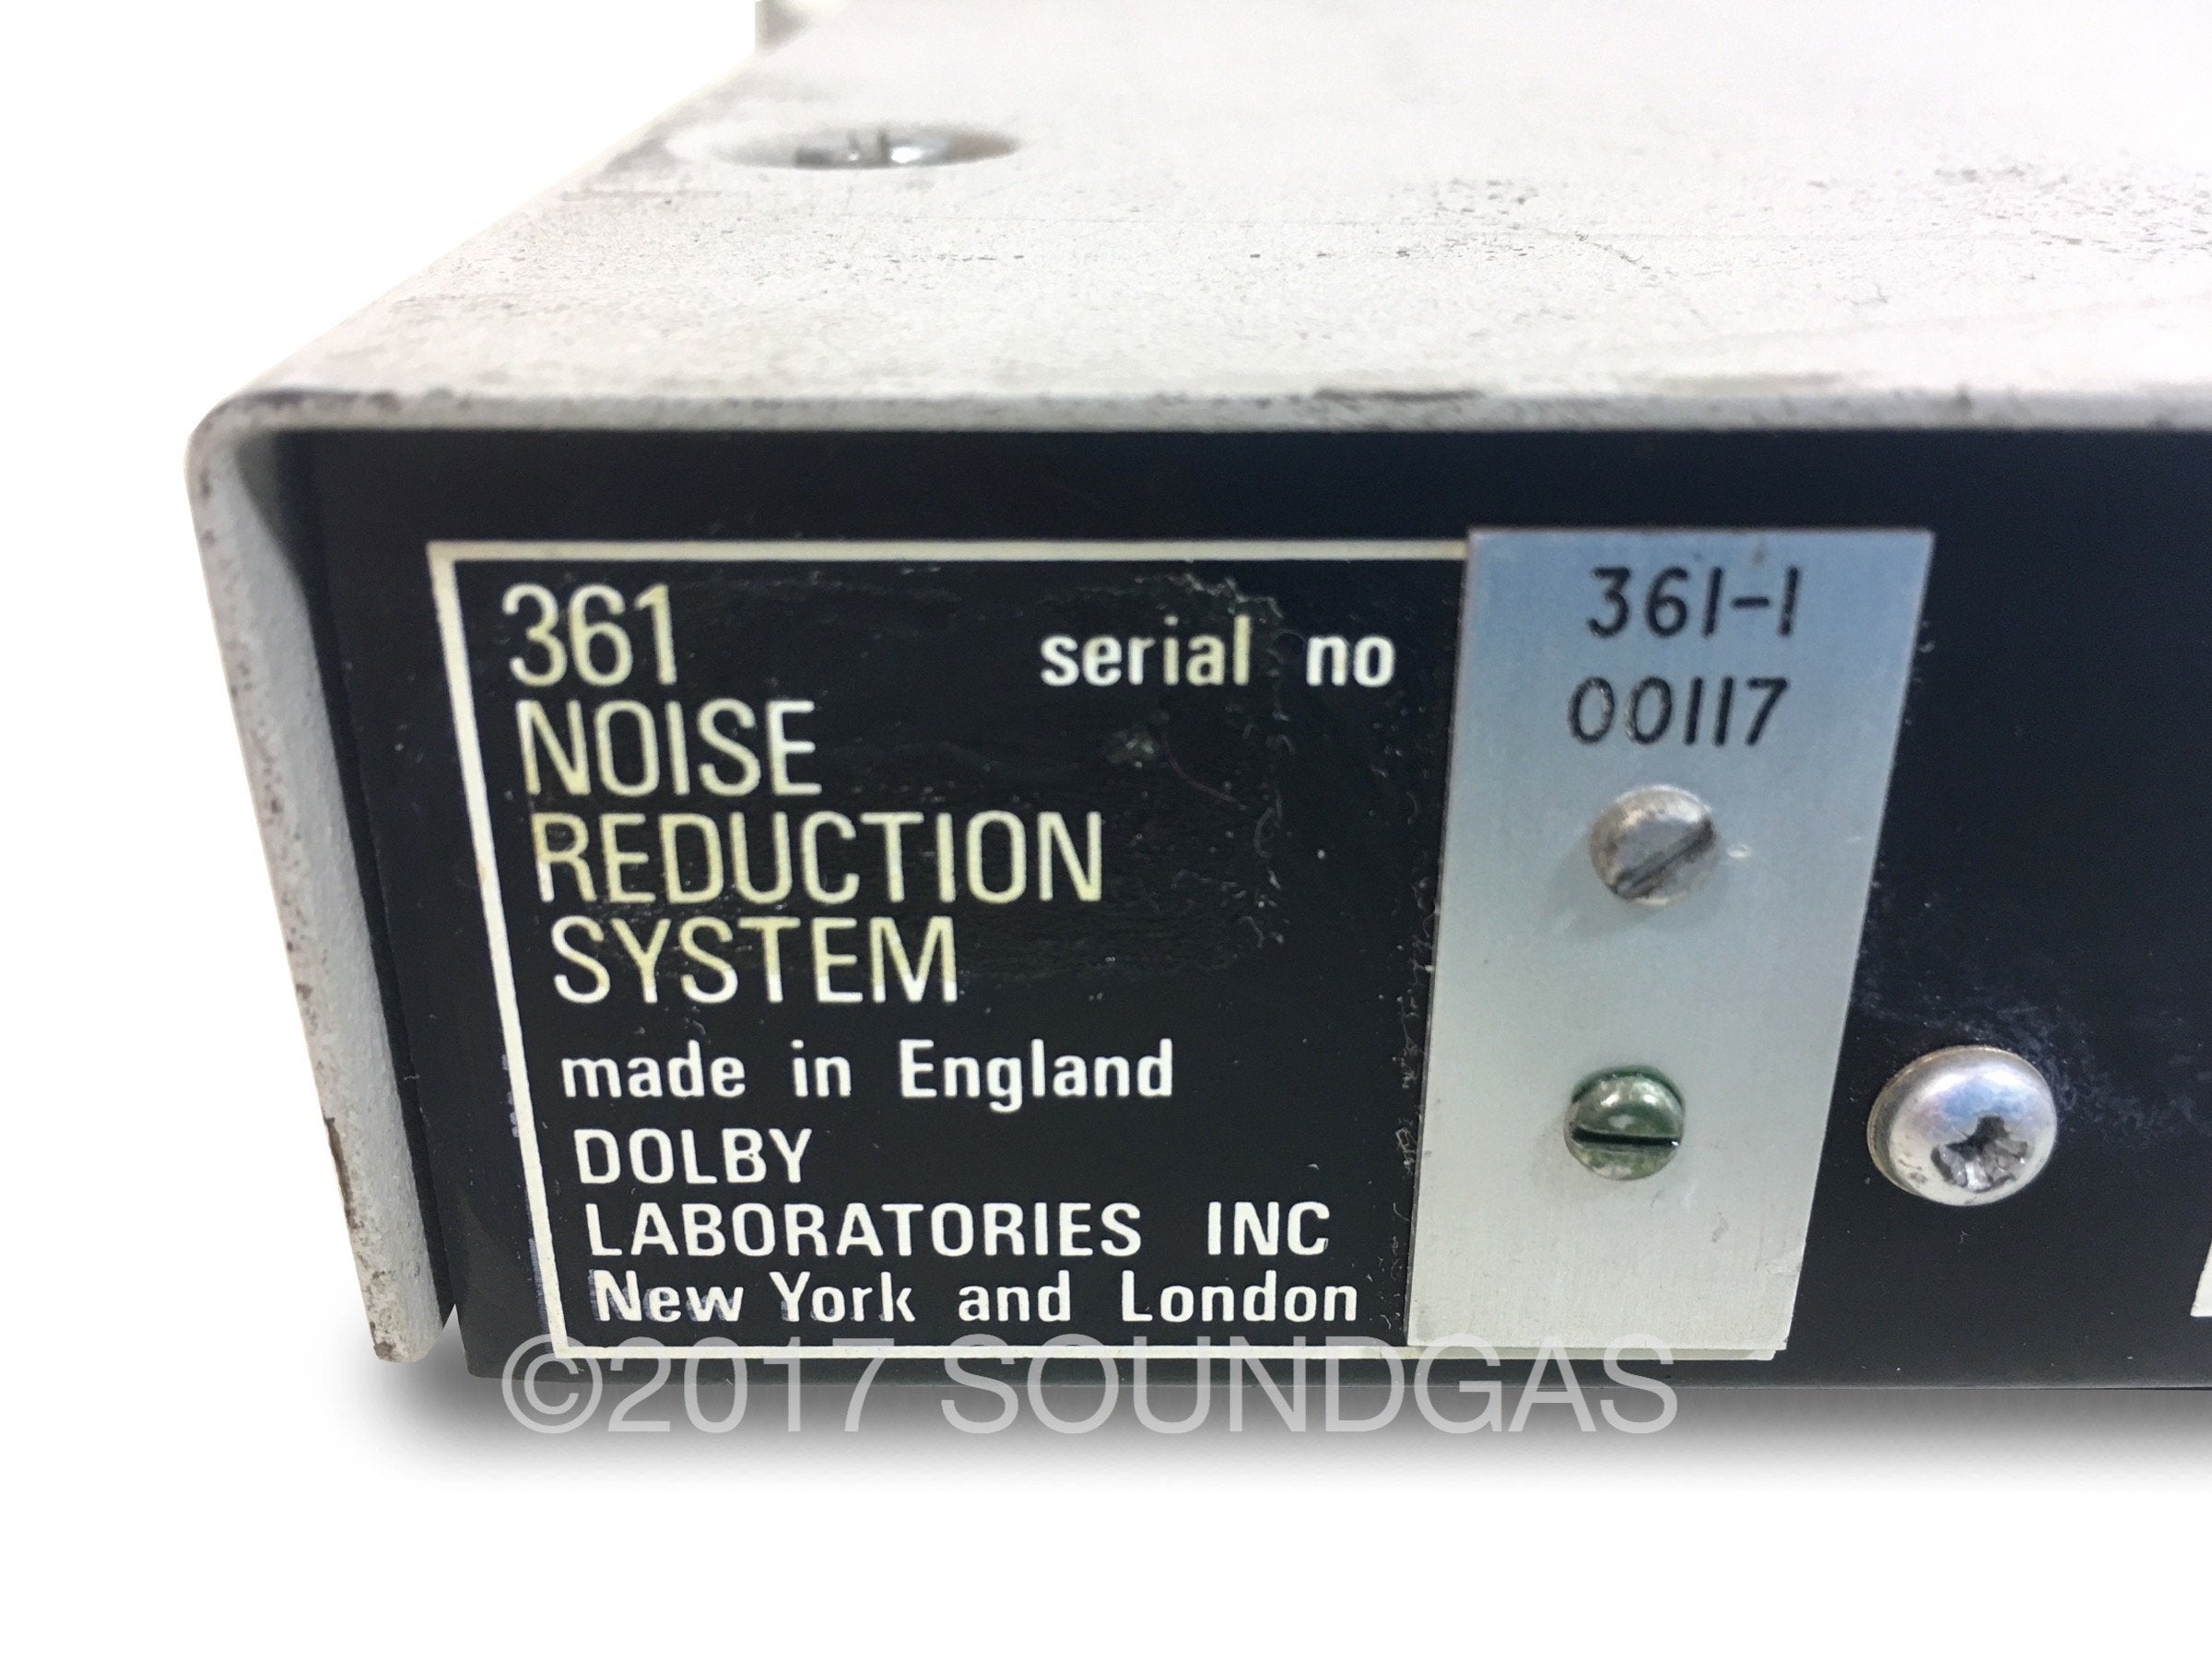 361
serial no
361-1
00117
NOISE
REDUCTION
SYSTEM
made in England
DOLBY
LABORATORIES INC
New York and London
©2017 SOUNDGAS